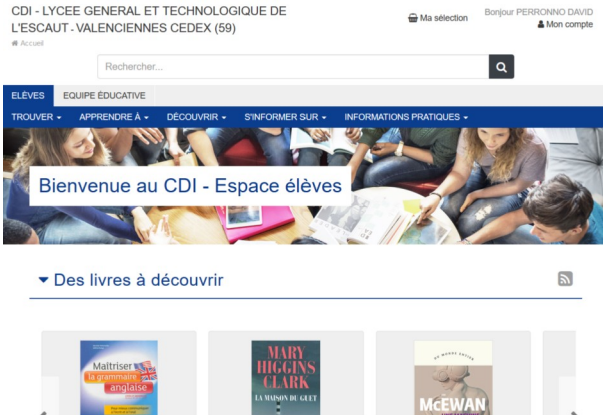 CDI - LYCEE GENERAL ET TECHNOLOGIQUE DE
L'ESCAUT - VALENCIENNES CEDEX (59)
Ma sélection
Bonjour PERRONNO DAVID
Mon compte
Accueil
Rechercher...
ELÈVES EQUIPE ÉDUCATIVE
TROUVER APPRENDRE À DÉCOUVRIR S'INFORMER SUR INFORMATIONS PRATIQUES
Bienvenue au CDI - Espace élèves
Des livres à découvrir
Maîtriser
la grammaire
anglaise
MARY
HIGGINS
CLARK
LA MAISON DU GUET
McEWAN